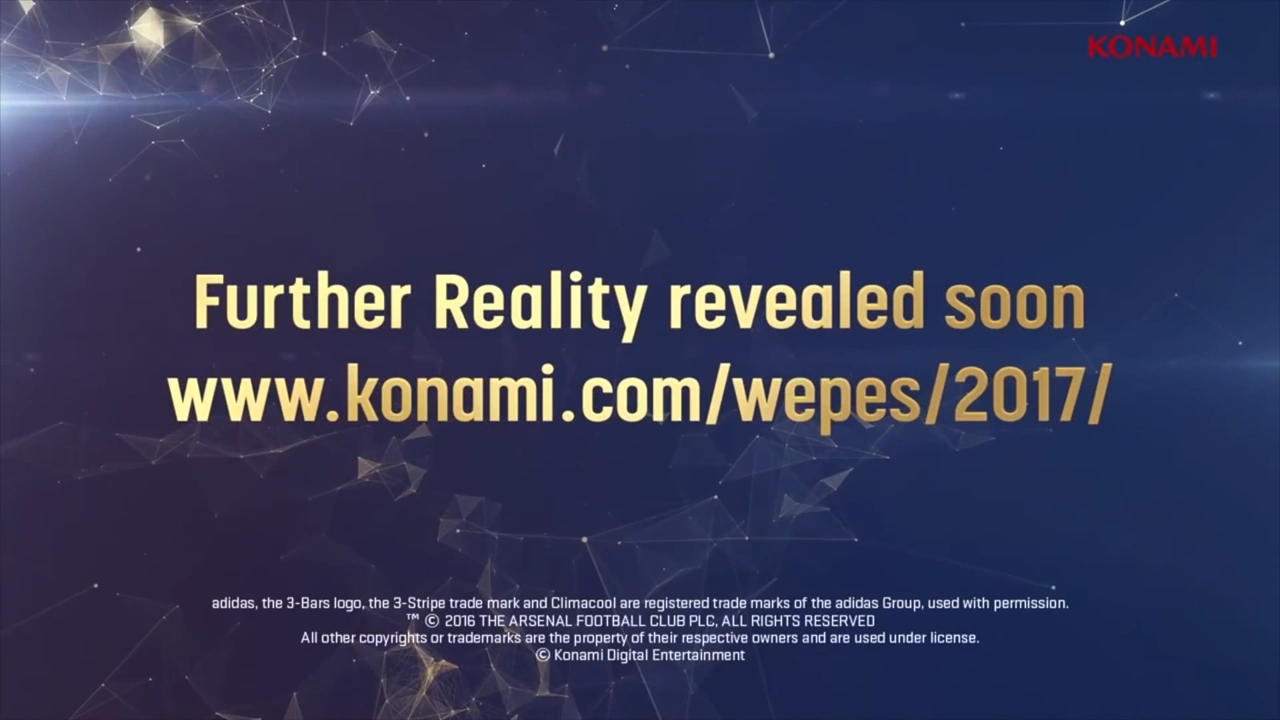 KONAMI
Further Reality revealed soon
www.konami.com/wepes/2017/
adidas, the 3-Bars logo, the 3-Stripe trade mark and Climacool are registered trade marks of the adidas Group, used with permission.
™ © 2016 THE ARSENAL FOOTBALL CLUB PLC, ALL RIGHTS RESERVED
All other copyrights or trademarks are the property of their respective owners and are used under license.
© Konami Digital Entertainment